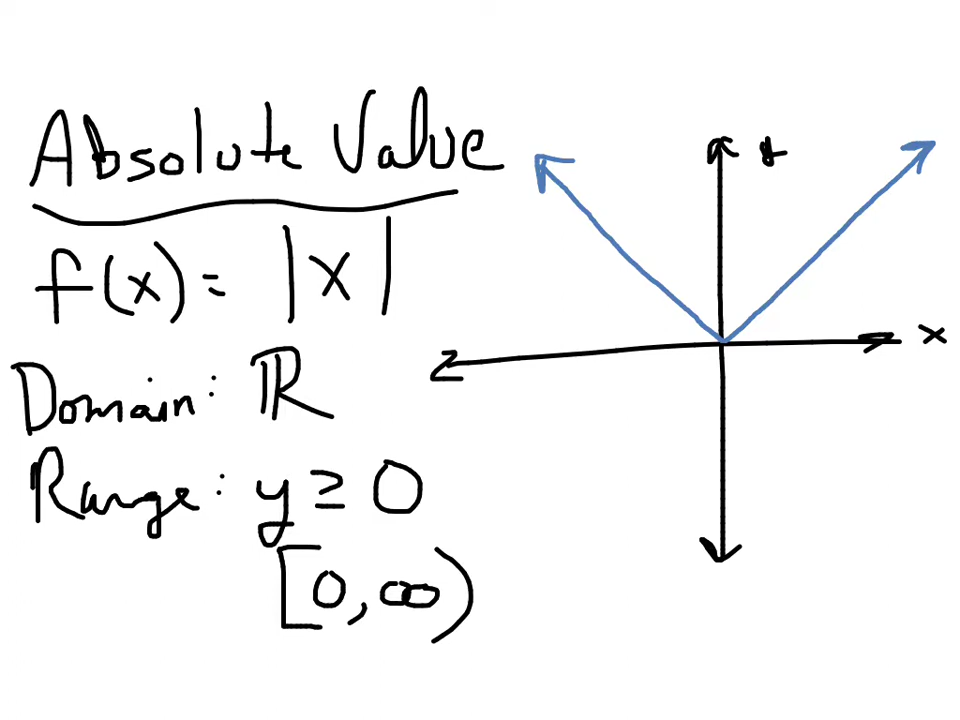 Absolute Value
f(x) = |x|
Domain: ℝ
Range: y ≥ 0
[0, ∞)
y
x